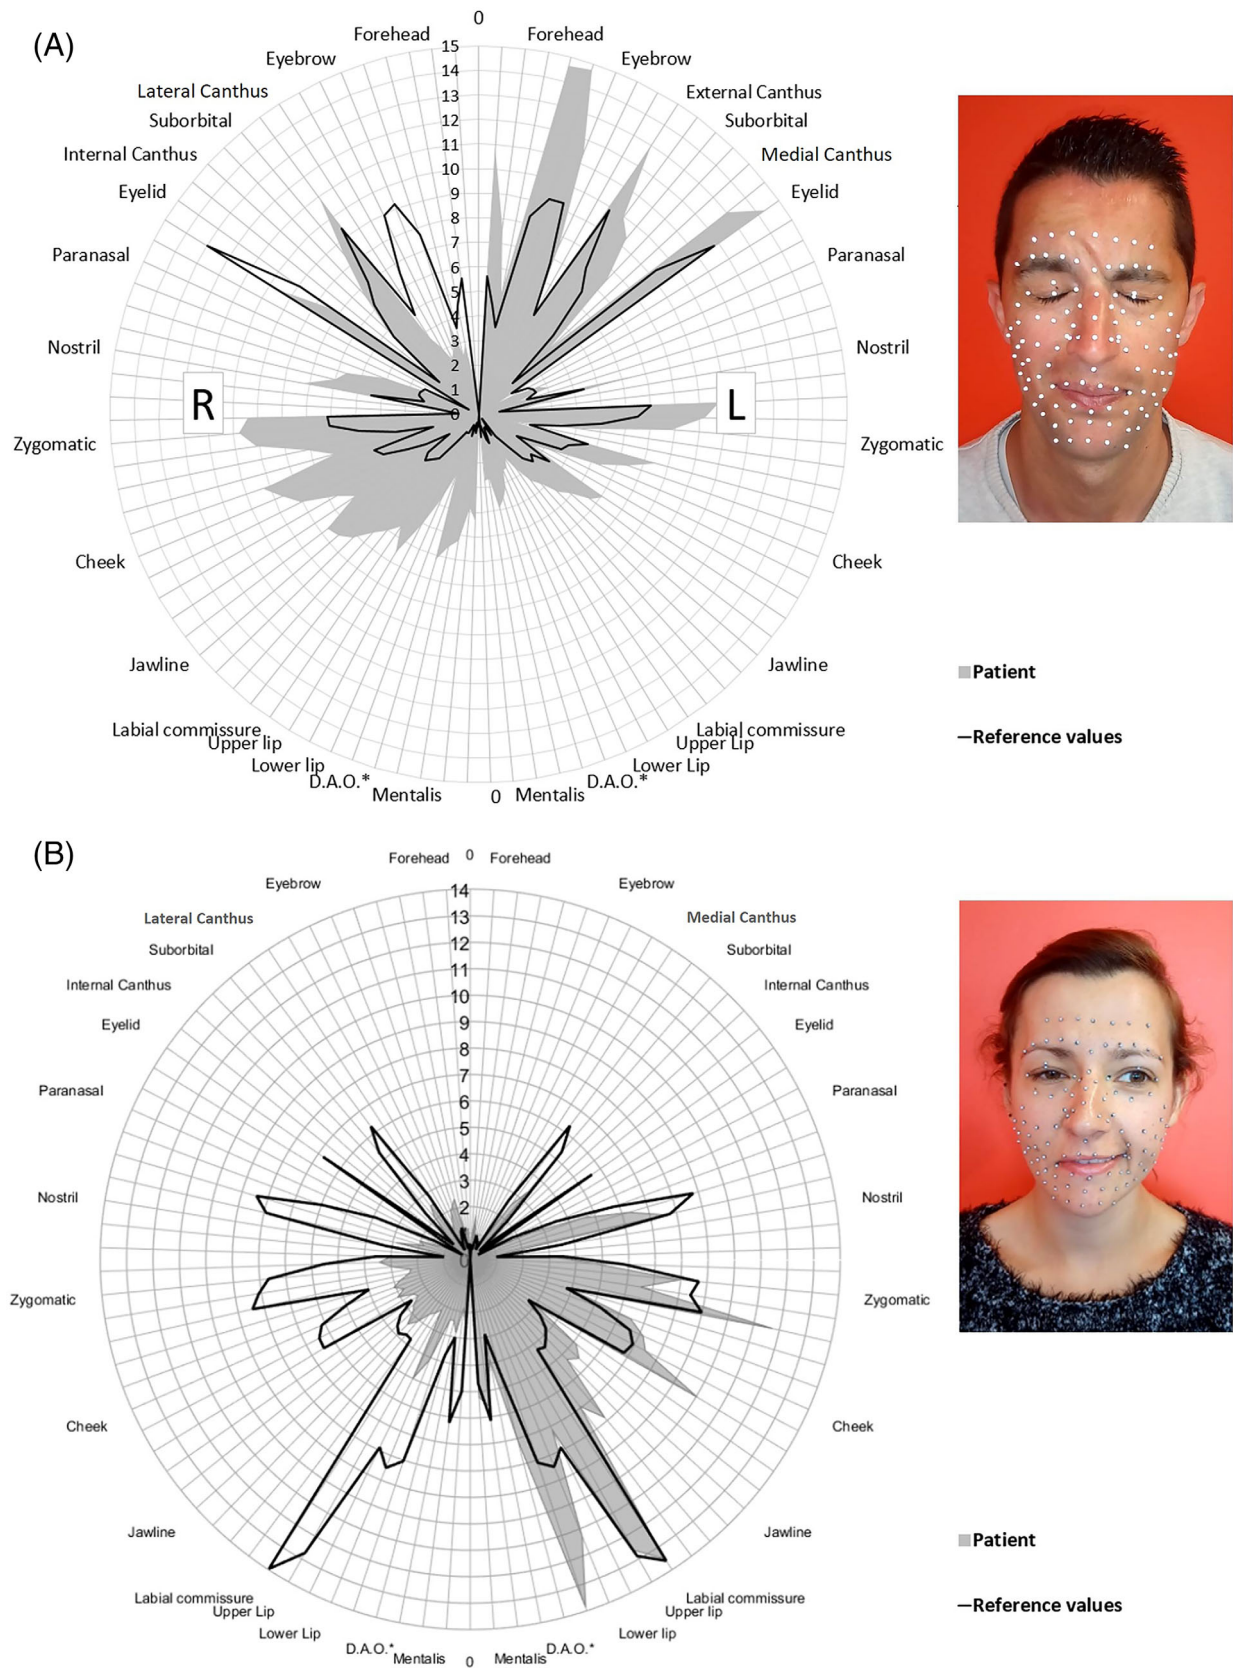 (A)
0
Forehead
15
Forehead
Eyebrow
14
Eyebrow
Lateral Canthus
13
External Canthus
Suborbital
12
Suborbital
Internal Canthus
11
Medial Canthus
10
Eyelid
9
Eyelid
8
Paranasal
7
Paranasal
6
5
Nostril
4
Nostril
3
2
R
1
L
0
Zygomatic
Zygomatic
Cheek
Cheek
Jawline
Jawline
Patient
Labial commissure
Labial commissure
Upper lip
Upper Lip
Reference values
Lower lip
Lower Lip
D.A.O.*
D.A.O.*
Mentalis
0
Mentalis
(B)
Forehead
0
Forehead
Eyebrow
14
Eyebrow
Lateral Canthus
13
Medial Canthus
Suborbital
12
Suborbital
Internal Canthus
11
Internal Canthus
10
Eyelid
9
Eyelid
8
Paranasal
7
Paranasal
6
5
4
Nostril
3
Nostril
2
0
Zygomatic
Zygomatic
Cheek
Cheek
Jawline
Jawline
Patient
Labial commissure
Labial commissure
Upper Lip
Upper lip
Reference values
Lower Lip
Lower lip
D.A.O.*
D.A.O.*
Mentalis
0
Mentalis